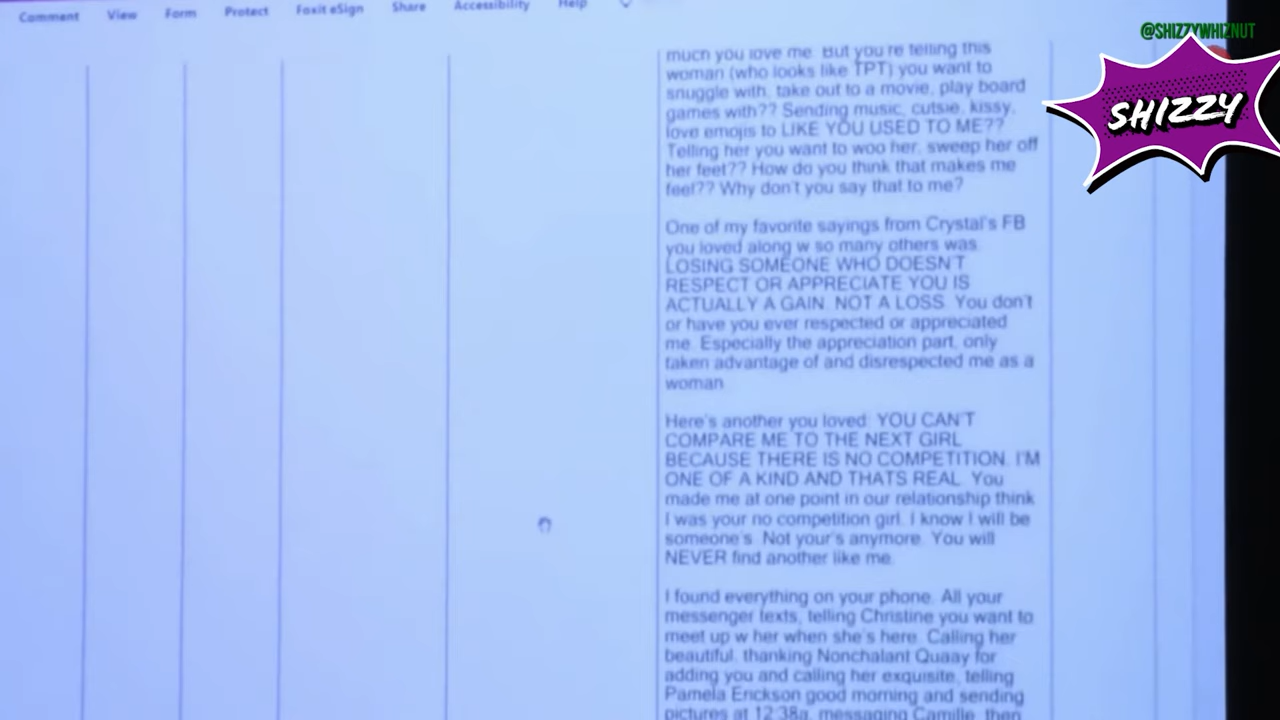 Comment View Form Protect Foxit eSign Share Accessibility Help
@SHIZZYWHIZNUT
SHIZZY
much you love me. But you're telling this
woman (who looks like TPT) you want to
snuggle with, take out to a movie, play board
games with?? Sending music, cutsie, kissy,
love emojis to LIKE YOU USED TO ME??
Telling her you want to woo her, sweep her off
her feet?? How do you think that makes me
feel?? Why don't you say that to me?
One of my favorite sayings from Crystal's FB
you loved along w so many others was
LOSING SOMEONE WHO DOESN'T
RESPECT OR APPRECIATE YOU IS
ACTUALLY A GAIN, NOT A LOSS. You don't
or have you ever respected or appreciated
me. Especially the appreciation part, only
taken advantage of and disrespected me as a
woman.
Here's another you loved: YOU CAN'T
COMPARE ME TO THE NEXT GIRL
BECAUSE THERE IS NO COMPETITION. I'M
ONE OF A KIND AND THATS REAL. You
made me at one point in our relationship think
I was your no competition girl. I know I will be
someone's. Not your's anymore. You will
NEVER find another like me.
I found everything on your phone. All your
messenger texts, telling Christine you want to
meet up w her when she's here. Calling her
beautiful, thanking Nonchalant Quaay for
adding you and calling her exquisite, telling
Pamela Erickson good morning and sending
pictures at 12:38a, messaging Camille, then